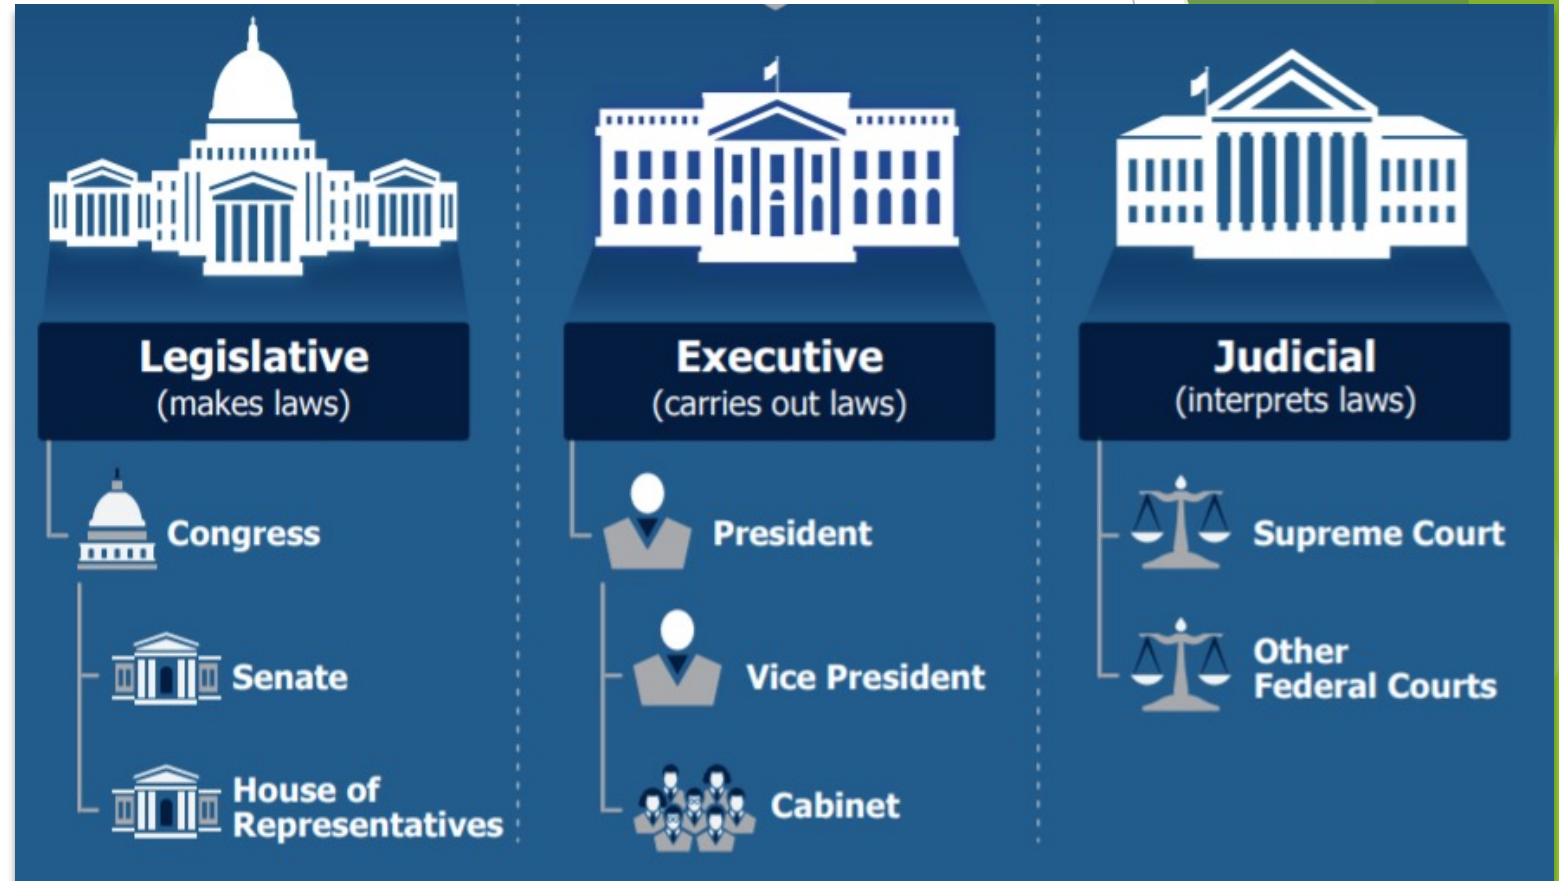 Legislative
(makes laws)
Congress
Senate
House of
Representatives
Executive
(carries out laws)
President
Vice President
Cabinet
Judicial
(interprets laws)
Supreme Court
Other
Federal Courts